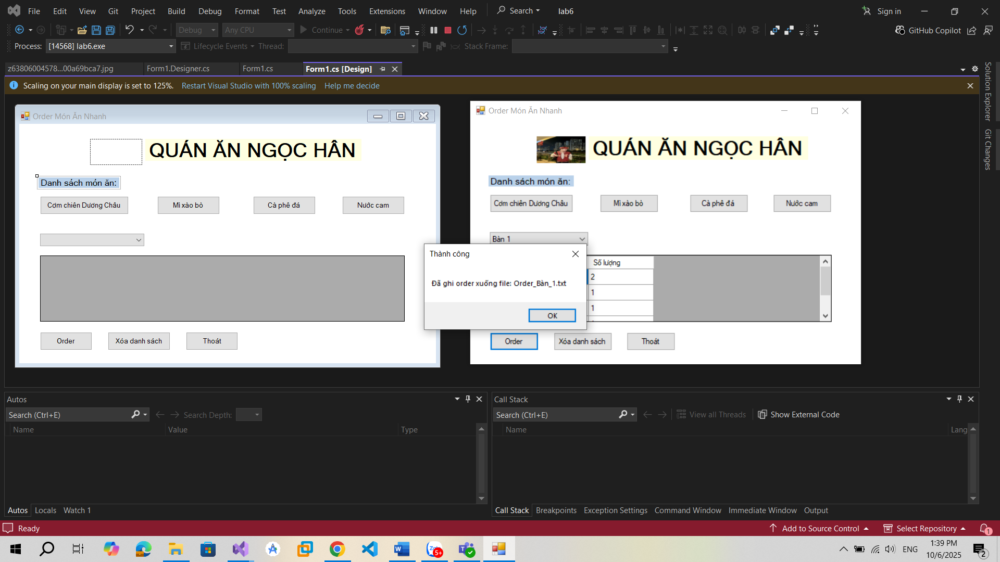 File Edit View Git Project Build Debug Format Test Analyze Tools Extensions Window Help Search lab6 Sign in
Debug Any CPU Continue GitHub Copilot
Process: [14568] lab6.exe Lifecycle Events Thread: Stack Frame:
z63806004578...00a69bca7.jpg Form1.Designer.cs Form1.cs Form1.cs [Design]
Scaling on your main display is set to 125%. Restart Visual Studio with 100% scaling Help me decide
Solution Explorer
Git Changes
Order Món Ăn Nhanh
QUÁN ĂN NGỌC HÂN
Danh sách món ăn:
Cơm chiên Dương Châu Mì xào bò Cà phê đá Nước cam
Order Xóa danh sách Thoát
Order Món Ăn Nhanh
QUÁN ĂN NGỌC HÂN
Danh sách món ăn:
Cơm chiên Dương Châu Mì xào bò Cà phê đá Nước cam
Bàn 1
Số lượng
2
1
1
Order Xóa danh sách Thoát
Thành công
Đã ghi order xuống file: Order_Bàn_1.txt
OK
Autos
Search (Ctrl+E) Search Depth:
Name Value Type
Autos Locals Watch 1
Call Stack
Search (Ctrl+E) View all Threads Show External Code
Name Lang
Call Stack Breakpoints Exception Settings Command Window Immediate Window Output
Ready Add to Source Control Select Repository 1
5+ ENG 1:39 PM
10/6/2025 2